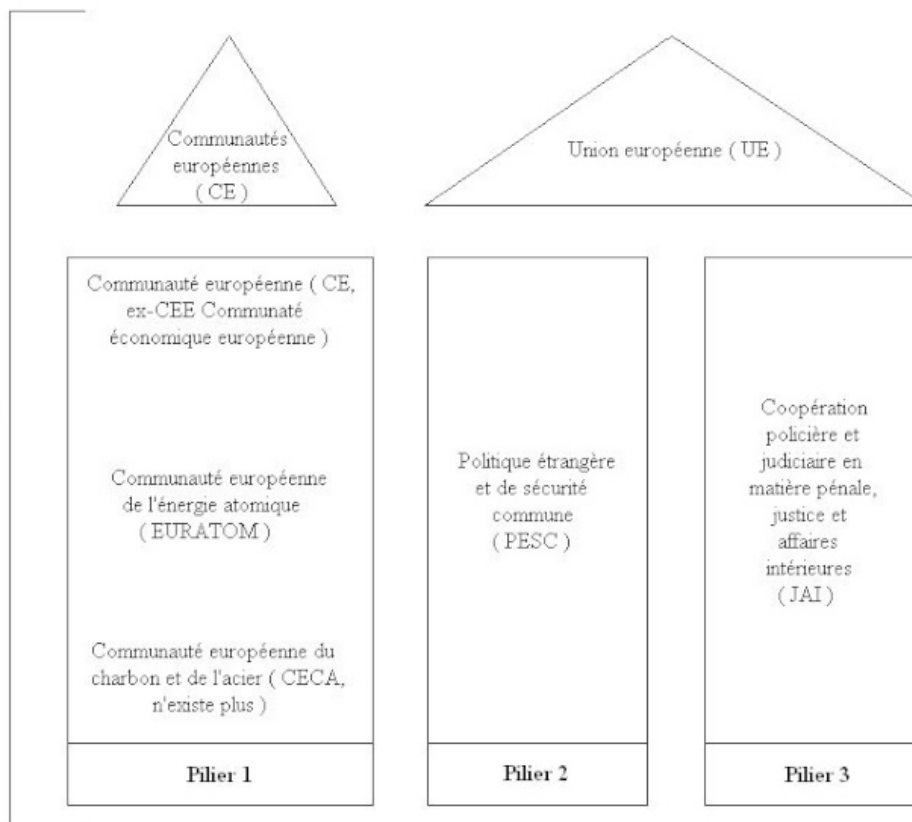 Communautés
européennes
( CE )
Union européenne ( UE )
Communauté européenne ( CE,
ex-CEE Communaté
économique européenne )
Communauté européenne
de l'énergie atomique
( EURATOM )
Communauté européenne du
charbon et de l'acier ( CECA,
n'existe plus )
Pilier 1
Politique étrangère
et de sécurité
commune
( PESC )
Pilier 2
Coopération
policière et
judiciaire en
matière pénale,
justice et
affaires
intérieures
( JAI )
Pilier 3